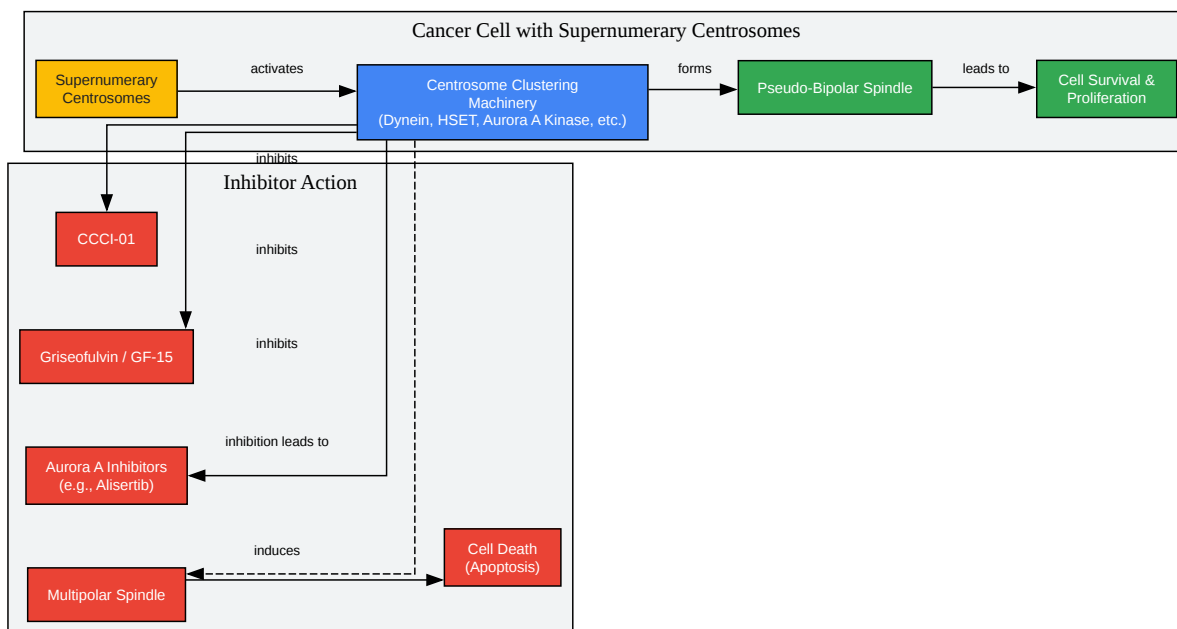 Cancer Cell with Supernumerary Centrosomes
Supernumerary
Centrosomes
activates
Centrosome Clustering
Machinery
(Dynein, HSET, Aurora A Kinase, etc.)
forms
Pseudo-Bipolar Spindle
leads to
Cell Survival &
Proliferation
inhibits
Inhibitor Action
CCCI-01
inhibits
Griseofulvin / GF-15
inhibits
Aurora A Inhibitors
(e.g., Alisertib)
inhibition leads to
Multipolar Spindle
induces
Cell Death
(Apoptosis)